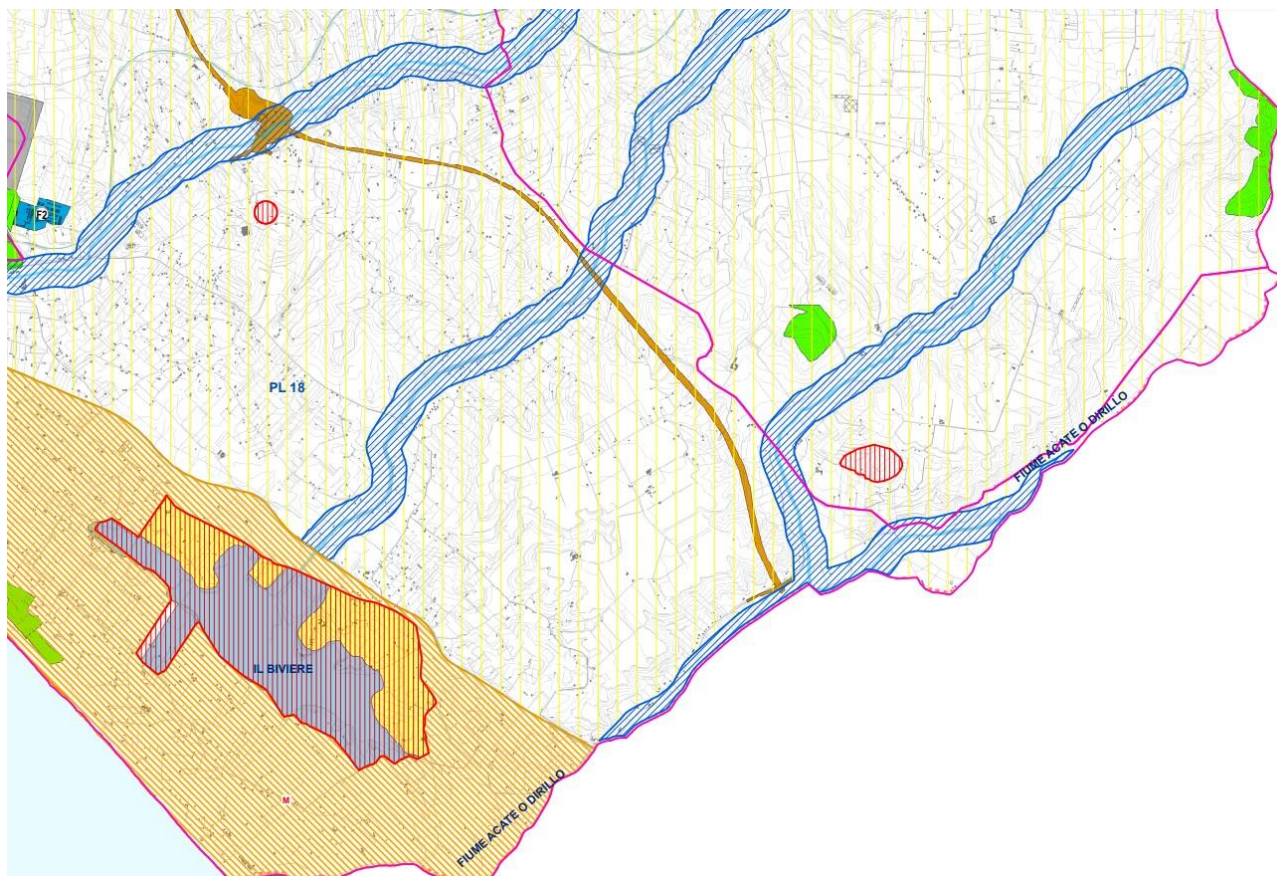 F2
PL 18
FIUME ACATE O DIRILLO
IL BIVIERE
M
FIUME ACATE O DIRILLO